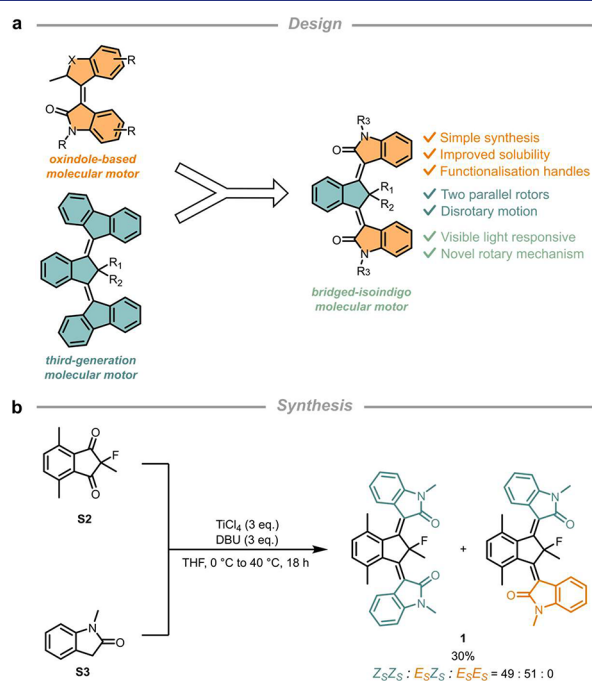 a
Design
X
R
O
N
R
R
oxindole-based
molecular motor
R₁
R₂
third-generation
molecular motor
R₃
N
O
R₁
R₂
O
N
R₃
bridged-isoindigo
molecular motor
✓ Simple synthesis
✓ Improved solubility
✓ Functionalisation handles
✓ Two parallel rotors
✓ Disrotary motion
✓ Visible light responsive
✓ Novel rotary mechanism
b
Synthesis
O
F
O
S2
N
O
S3
TiCl₄ (3 eq.)
DBU (3 eq.)
THF, 0 °C to 40 °C, 18 h
N
O
F
O
N
+
N
O
F
O
N
1
30%
ZₛZₛ : EₛZₛ : EₛEₛ = 49 : 51 : 0